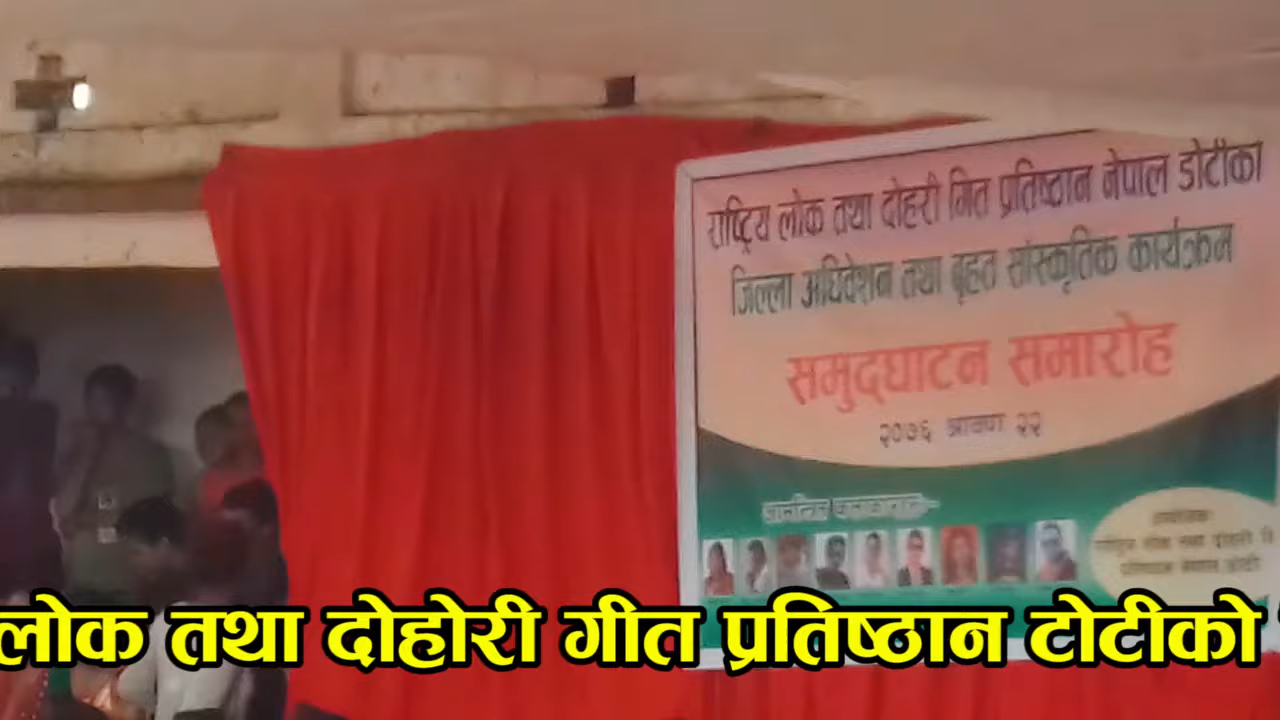 राष्ट्रिय लोक तथा दोहरी गित प्रतिष्ठान नेपाल डोटीका
जिल्ला अधिवेशन तथा बृहत सांस्कृतिक कार्यक्रम
समुदघाटन समारोह
२०७६ श्रावण २२
लोक तथा दोहोरी गीत प्रतिष्ठान टोटीको